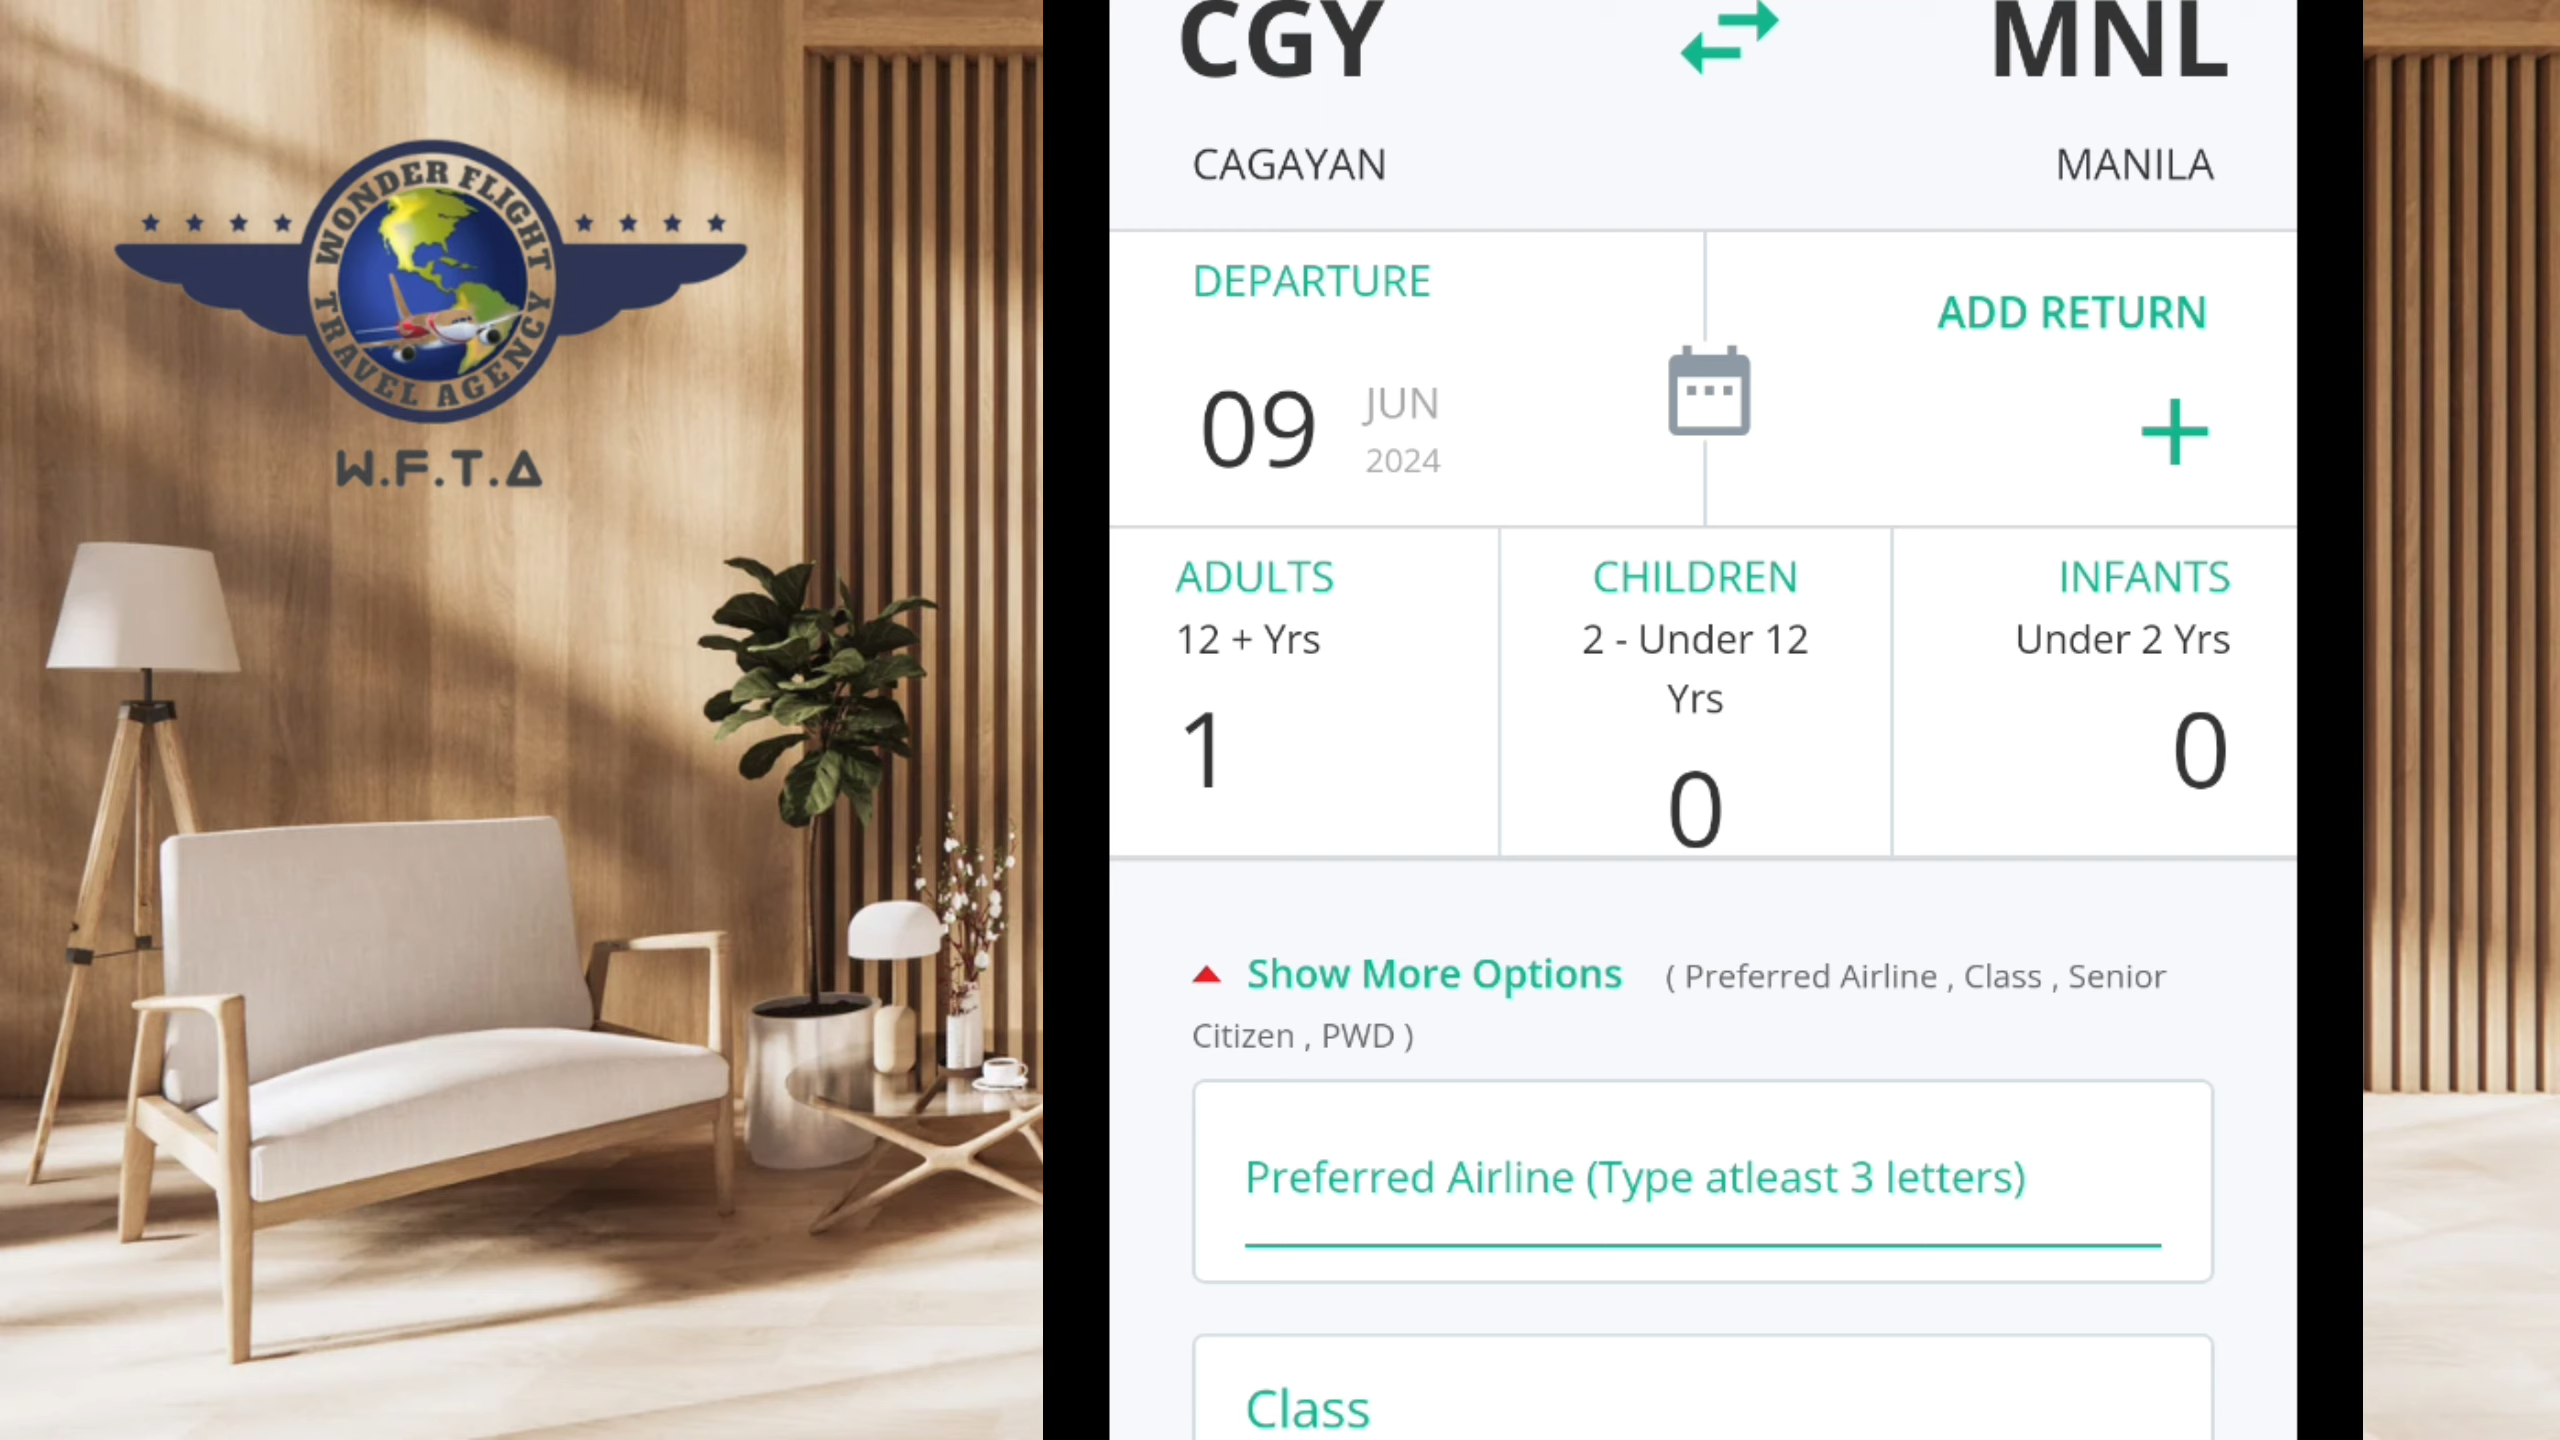 WONDER FLIGHT
TRAVEL AGENCY
W.F.T.A
CGY
MNL
CAGAYAN
MANILA
DEPARTURE
ADD RETURN
09
JUN
2024
+
ADULTS
CHILDREN
INFANTS
12 + Yrs
2 - Under 12
Yrs
Under 2 Yrs
1
0
0
Show More Options ( Preferred Airline , Class , Senior
Citizen , PWD )
Preferred Airline (Type atleast 3 letters)
Class